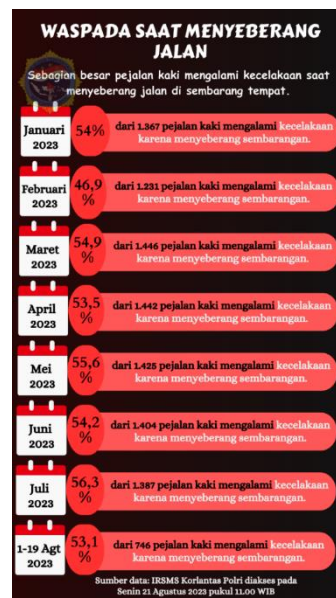 WASPADA SAAT MENYEBERANG
JALAN
Sebagian besar pejalan kaki mengalami kecelakaan saat
menyeberang jalan di sembarang tempat.
Januari
2023
54%
dari 1.367 pejalan kaki mengalami kecelakaan
karena menyeberang sembarangan.
Februari
2023
46,9
%
dari 1.231 pejalan kaki mengalami kecelakaan
karena menyeberang sembarangan.
Maret
2023
54,9
%
dari 1.446 pejalan kaki mengalami kecelakaan
karena menyeberang sembarangan.
April
2023
53,5
%
dari 1.442 pejalan kaki mengalami kecelakaan
karena menyeberang sembarangan.
Mei
2023
55,6
%
dari 1.425 pejalan kaki mengalami kecelakaan
karena menyeberang sembarangan.
Juni
2023
54,2
%
dari 1.404 pejalan kaki mengalami kecelakaan
karena menyeberang sembarangan.
Juli
2023
56,3
%
dari 1.387 pejalan kaki mengalami kecelakaan
karena menyeberang sembarangan.
1-19 Agt
2023
53,1
%
dari 746 pejalan kaki mengalami kecelakaan
karena menyeberang sembarangan.
Sumber data: IRSMS Korlantas Polri diakses pada
Senin 21 Agustus 2023 pukul 11.00 WIB